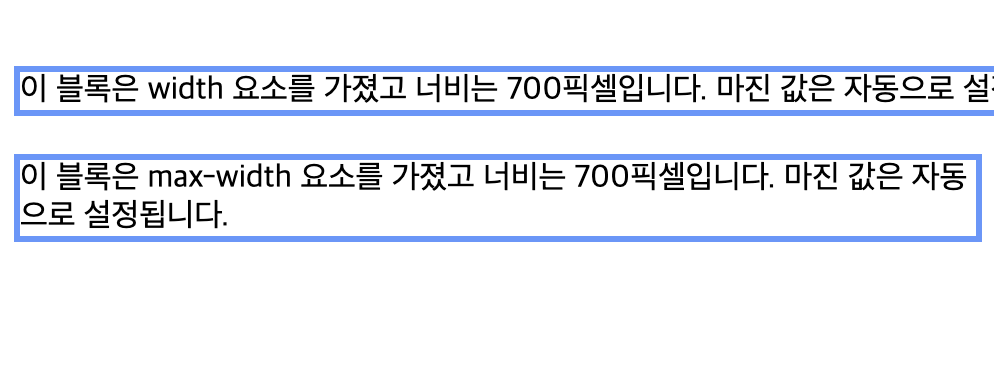 이 블록은 width 요소를 가졌고 너비는 700픽셀입니다. 마진 값은 자동으로
이 블록은 max-width 요소를 가졌고 너비는 700픽셀입니다. 마진 값은 자동
으로 설정됩니다.